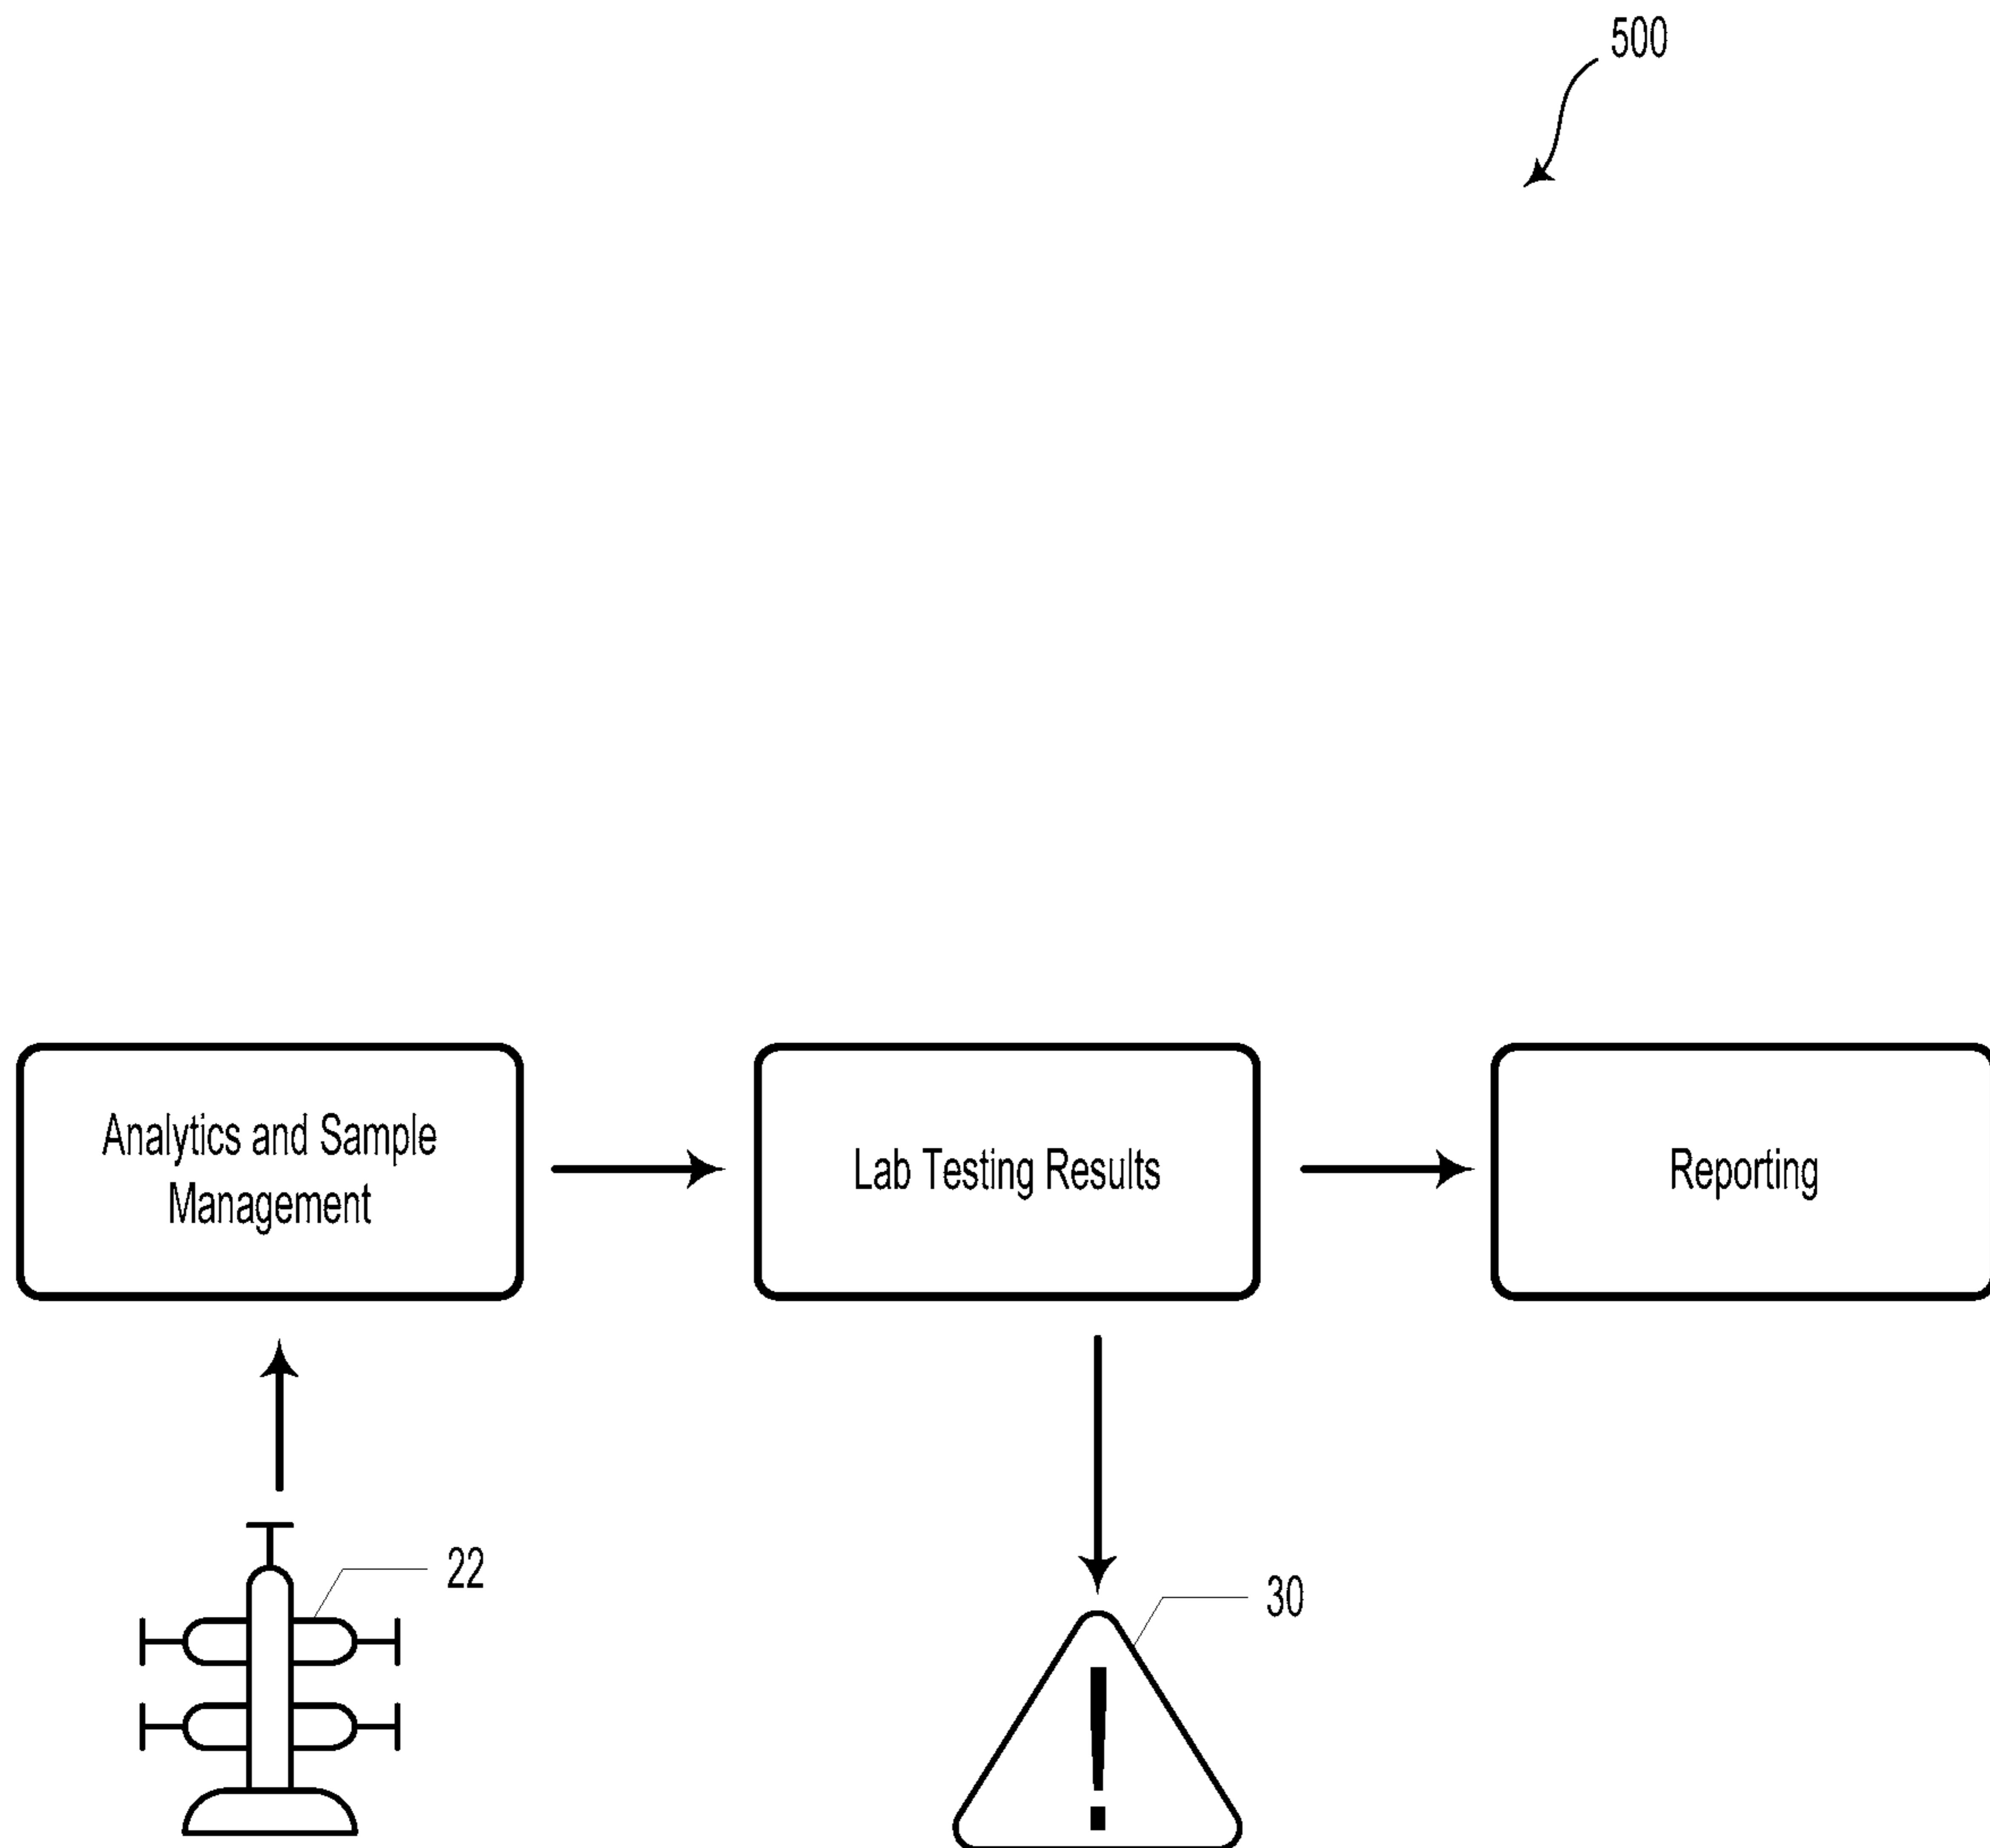 500
Analytics and Sample
Management
Lab Testing Results
Reporting
22
30